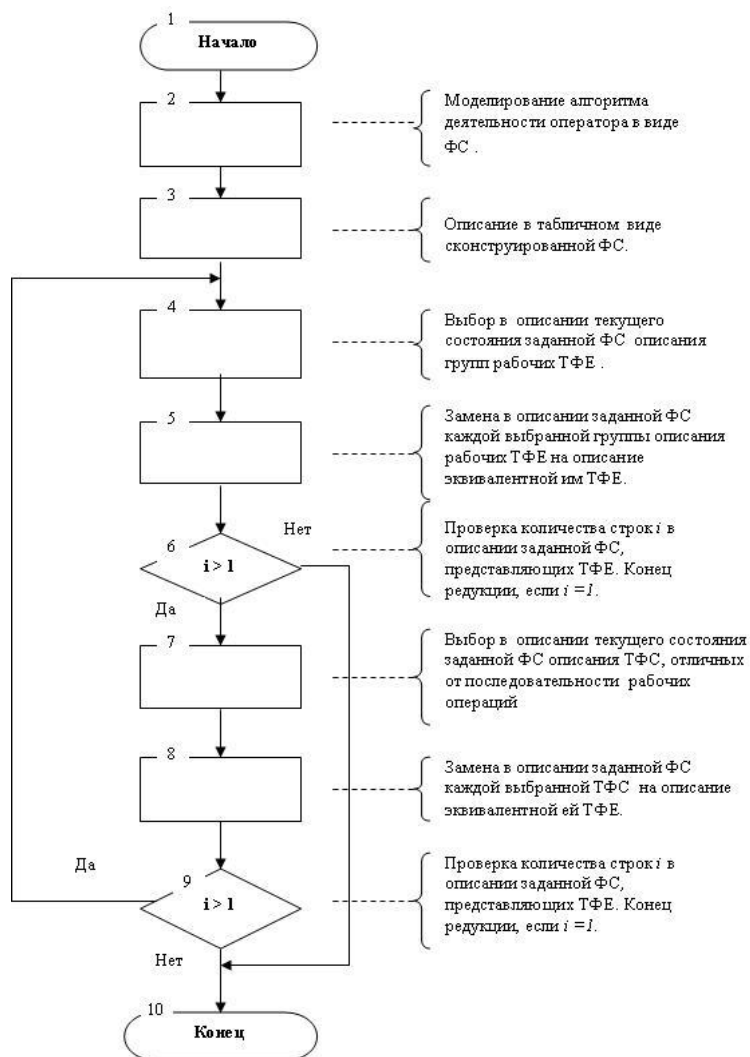 1
Начало
2
Моделирование алгоритма
деятельности оператора в виде
ФС .
3
Описание в табличном виде
сконструированной ФС.
4
Выбор в описании текущего
состояния заданной ФС описания
групп рабочих ТФЕ .
5
Замена в описании заданной ФС
каждой выбранной группы описания
рабочих ТФЕ на описание
эквивалентной им ТФЕ.
6
i > 1
Нет
Да
Проверка количества строк i в
описании заданной ФС,
представляющих ТФЕ. Конец
редукции, если i =1.
7
Выбор в описании текущего состояния
заданной ФС описания ТФС, отличных
от последовательности рабочих
операций
8
Замена в описании заданной ФС
каждой выбранной ТФС на описание
эквивалентной ей ТФЕ.
Да
9
i > 1
Нет
Проверка количества строк i в
описании заданной ФС,
представляющих ТФЕ. Конец
редукции, если i =1.
10
Конец